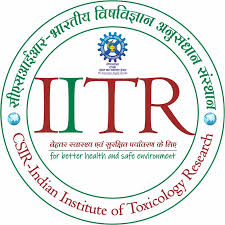 सीएसआईआर-भारतीय विषविज्ञान अनुसंधान संस्थान
IITR
बेहतर स्वास्थ्य एवं सुरक्षित पर्यावरण के लिए
for better health and safe environment
CSIR-Indian Institute of Toxicology Research